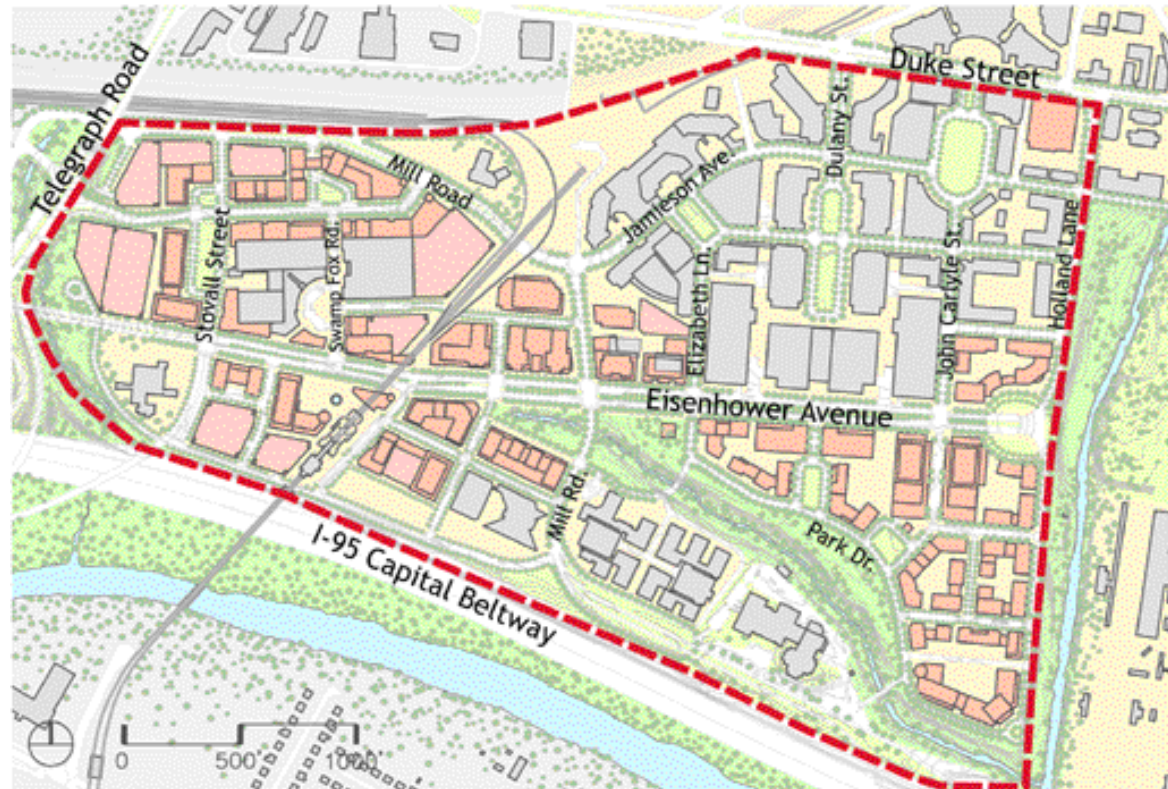 Telegraph Road
Duke Street
Dulany St.
Mill Road
Jamieson Ave.
Stovall Street
Swamp Fox Rd.
Elizabeth Ln.
John Carlyle St.
Holland Lane
Eisenhower Avenue
Mill Rd.
Park Dr.
I-95 Capital Beltway
0 500' 1000'